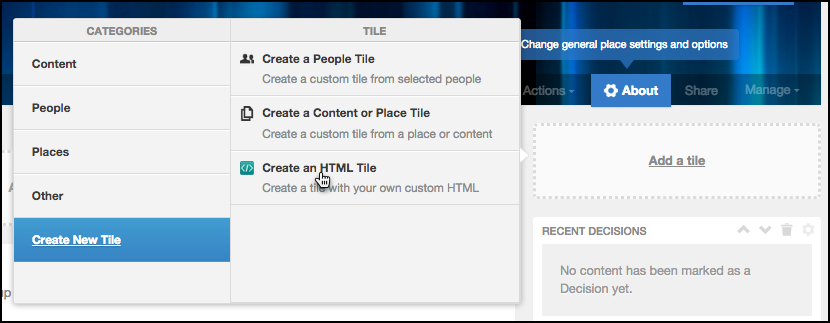 CATEGORIES
TILE
Content
People
Places
Other
Create New Tile
Create a People Tile
Create a custom tile from selected people
Create a Content or Place Tile
Create a custom tile from a place or content
Create an HTML Tile
Create a tile with your own custom HTML
Change general place settings and options
Actions
About
Share
Manage
Add a tile
RECENT DECISIONS
No content has been marked as a
Decision yet.
up